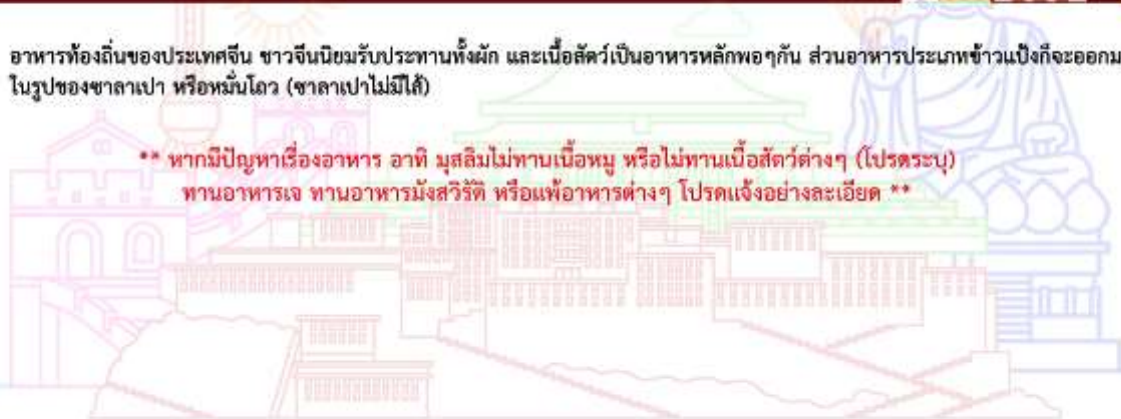 อาหารท้องถิ่นของประเทศจีน ชาวจีนนิยมรับประทานทั้งผัก และเนื้อสัตว์เป็นอาหารหลักพอๆกัน ส่วนอาหารประเภทข้าวแป้งก็จะออกม
ในรูปของซาลาเปา หรือหมั่นโถว (ซาลาเปาไม่มีไส้)
** หากมีปัญหาเรื่องอาหาร อาทิ มุสลิมไม่ทานเนื้อหมู หรือไม่ทานเนื้อสัตว์ต่างๆ (โปรดระบุ)
ทานอาหารเจ ทานอาหารมังสวิรัติ หรือแพ้อาหารต่างๆ โปรดแจ้งอย่างละเอียด **